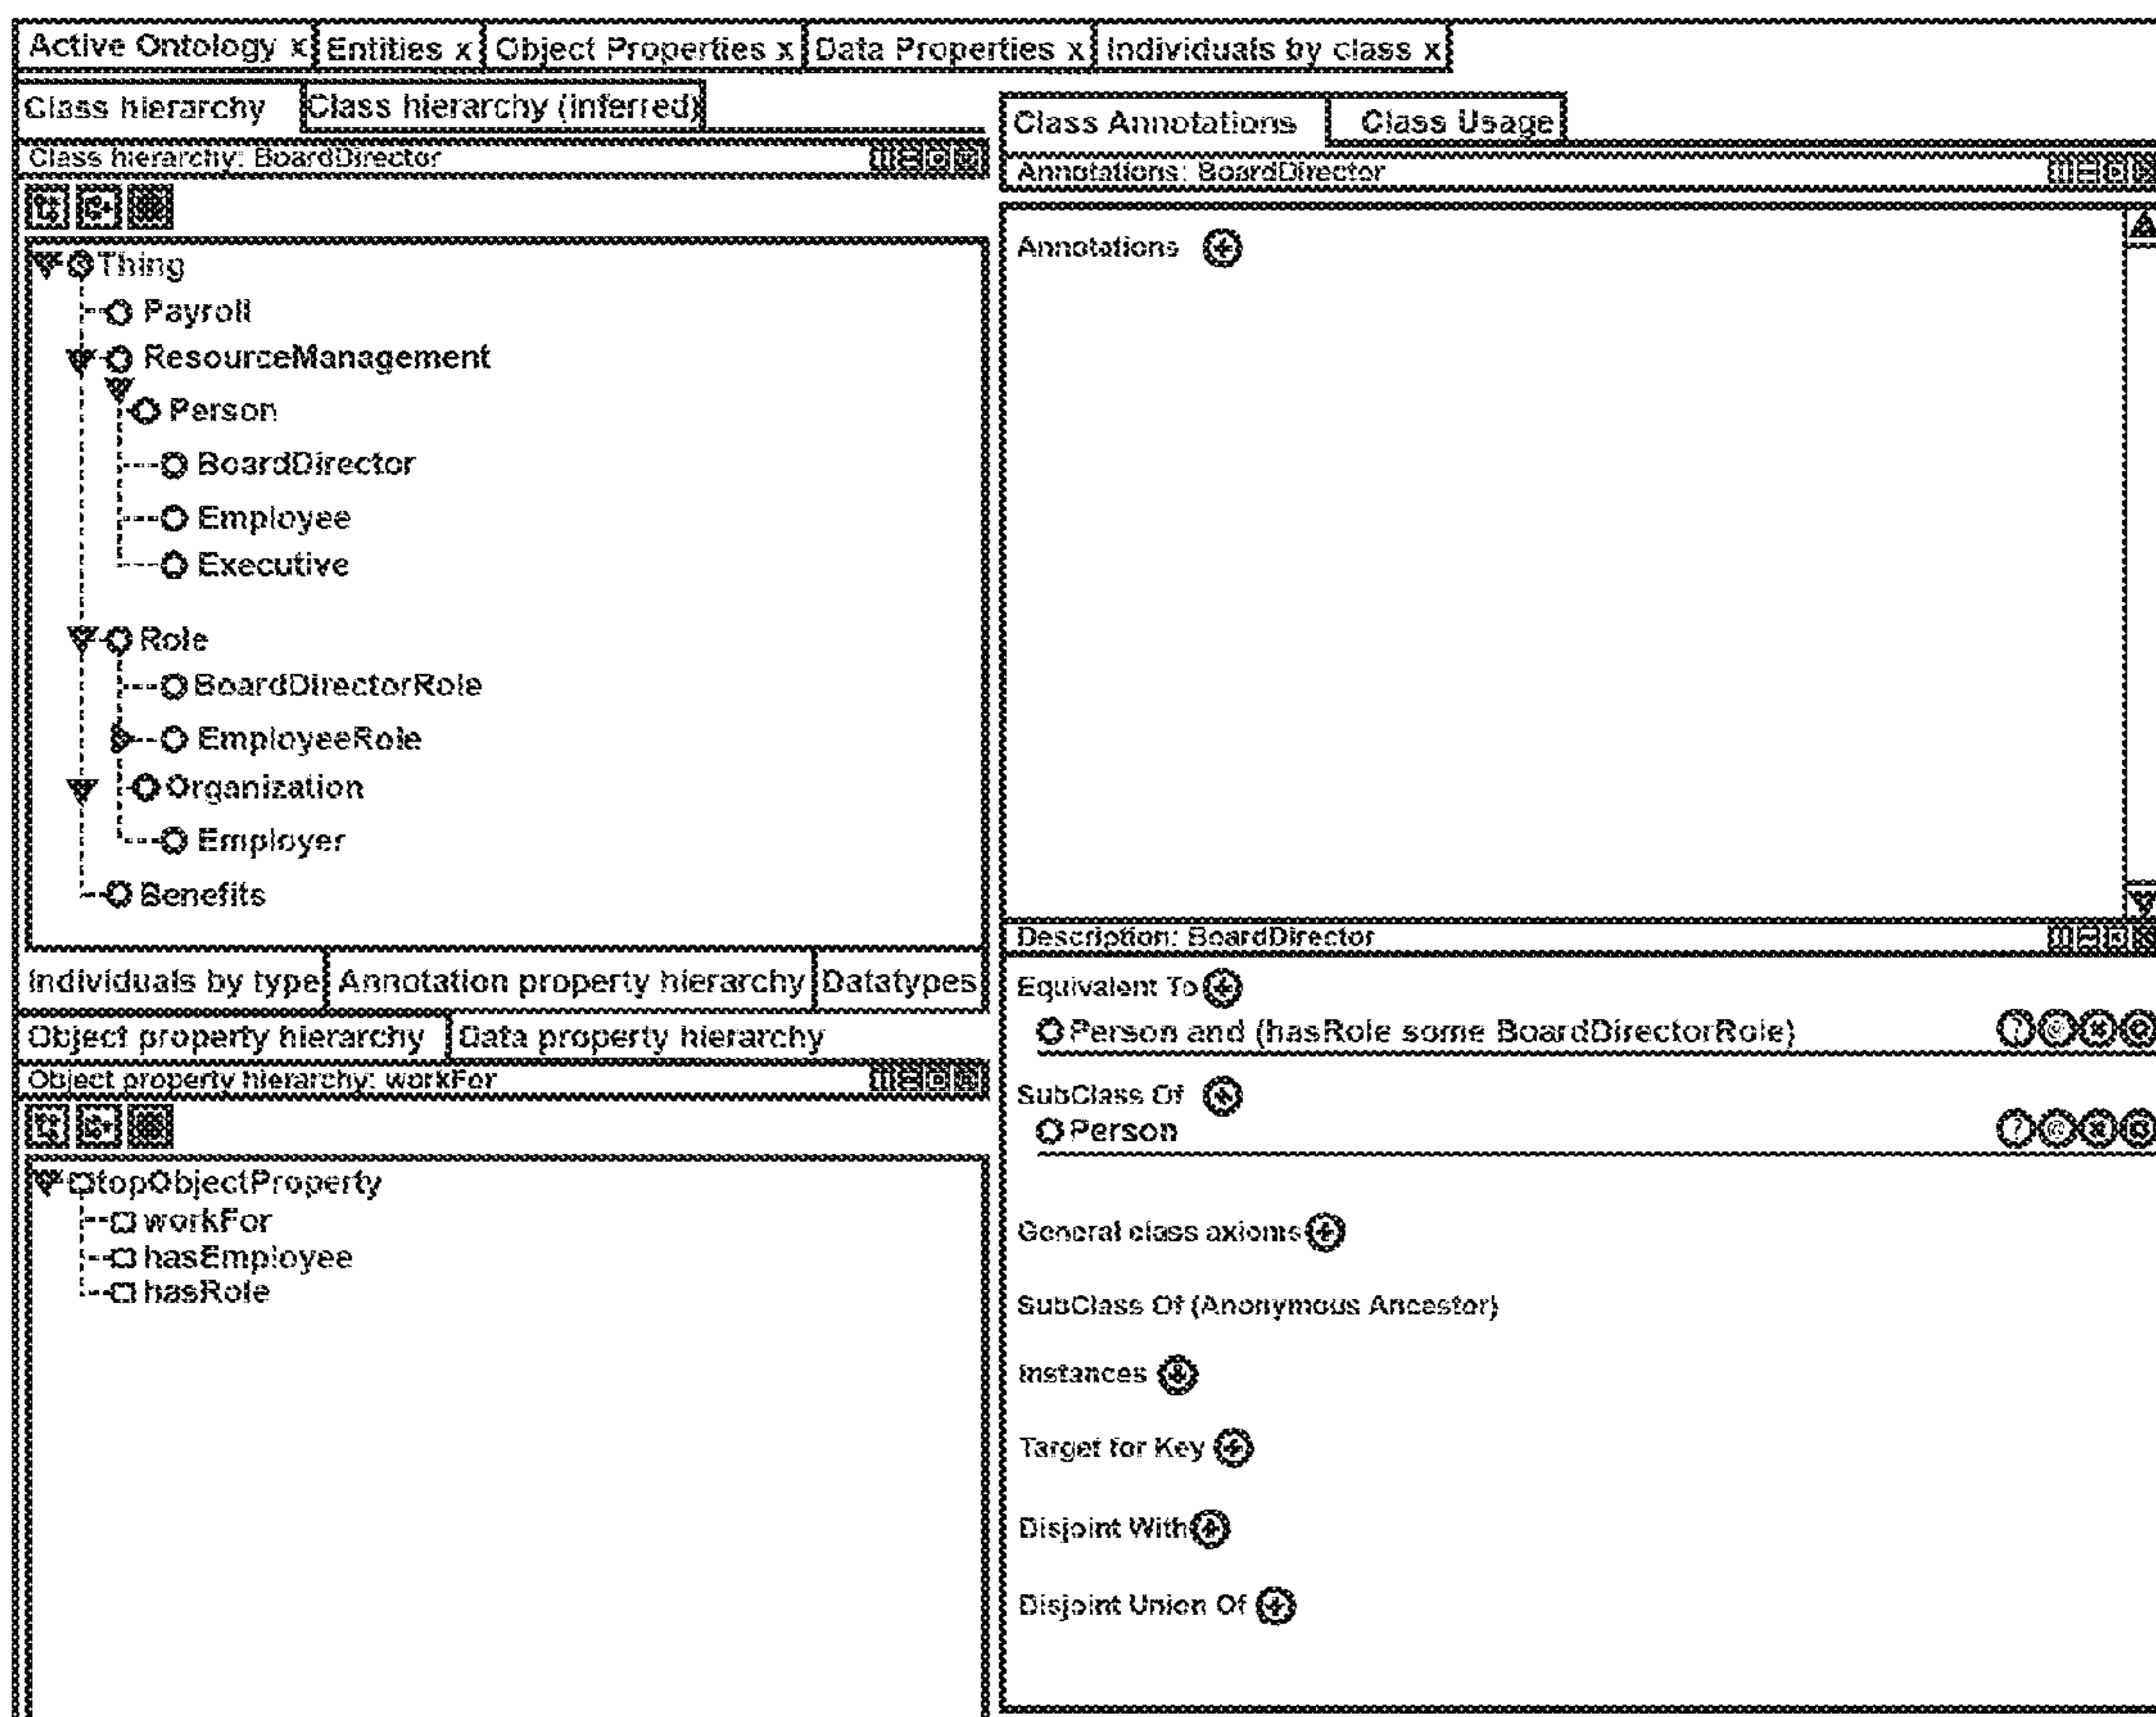 Active Ontology x Entities x Object Properties x Data Properties x Individuals by class x
Class hierarchy Class hierarchy (inferred)
Class hierarchy: BoardDirector
Thing
Payroll
ResourceManagement
Person
BoardDirector
Employee
Executive
Role
BoardDirectorRole
EmployeeRole
Organization
Employer
Benefits
Individuals by type Annotation property hierarchy Datatypes
Object property hierarchy Data property hierarchy
Object property hierarchy: workFor
topObjectProperty
workFor
hasEmployee
hasRole
Class Annotations Class Usage
Annotations: BoardDirector
Annotations
Description: BoardDirector
Equivalent To
Person and (hasRole some BoardDirectorRole)
SubClass Of
Person
General class axioms
SubClass Of (Anonymous Ancestor)
Instances
Target for Key
Disjoint With
Disjoint Union Of